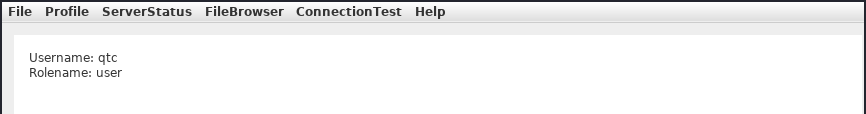 File Profile ServerStatus FileBrowser ConnectionTest Help
Username: qtc
Rolename: user